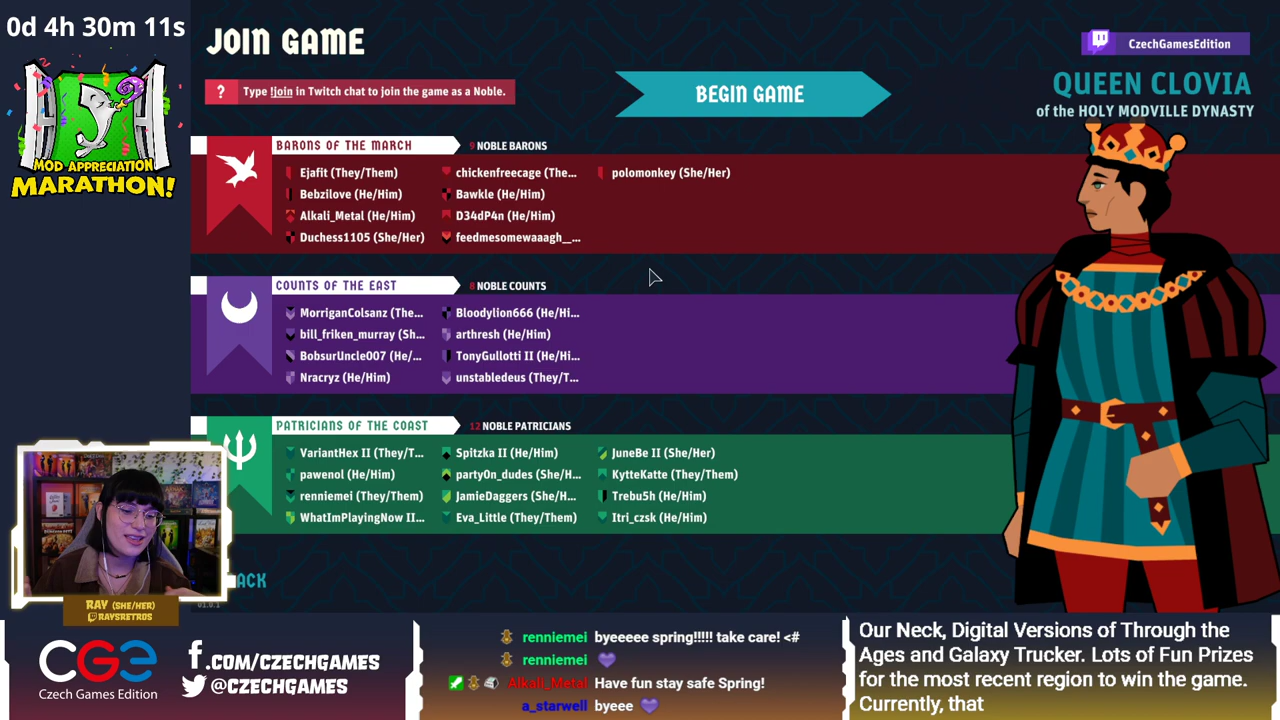 0d 4h 30m 11s
MOD-APPRECIATION
MARATHON!
JOIN GAME
? Type !join in Twitch chat to join the game as a Noble.
BEGIN GAME
CzechGamesEdition
QUEEN CLOVIA
of the HOLY MODVILLE DYNASTY
BARONS OF THE MARCH
9 NOBLE BARONS
Ejafit (They/Them)
chickenfreecage (The...
polomonkey (She/Her)
Bebzilove (He/Him)
Bawkle (He/Him)
Alkali_Metal (He/Him)
D34dP4n (He/Him)
Duchess1105 (She/Her)
feedmesomewaaagh__...
COUNTS OF THE EAST
8 NOBLE COUNTS
MorriganColsanz (The...
Bloodylion666 (He/Hi...
bill_friken_murray (Sh...
arthresh (He/Him)
BobsurUncle007 (He/...
TonyGullotti II (He/Hi...
Nracryz (He/Him)
unstabledeus (They/T...
PATRICIANS OF THE COAST
12 NOBLE PATRICIANS
VariantHex II (They/T...
Spitzka II (He/Him)
JuneBe II (She/Her)
pawenol (He/Him)
party0n_dudes (She/H...
KytteKatte (They/Them)
renniemei (They/Them)
JamieDaggers (She/H...
Trebu5h (He/Him)
WhatImPlayingNow II...
Eva_Little (They/Them)
Itri_czsk (He/Him)
ACK
v1.0.1
RAY (SHE/HER)
RAYSRETROS
CGE
Czech Games Edition
f.COM/CZECHGAMES
@CZECHGAMES
renniemei byeeeee spring!!!!! take care! <#
renniemei 💜
Alkali_Metal Have fun stay safe Spring!
a_starwell byeee 💜
Our Neck, Digital Versions of Through the
Ages and Galaxy Trucker. Lots of Fun Prizes
for the most recent region to win the game.
Currently, that